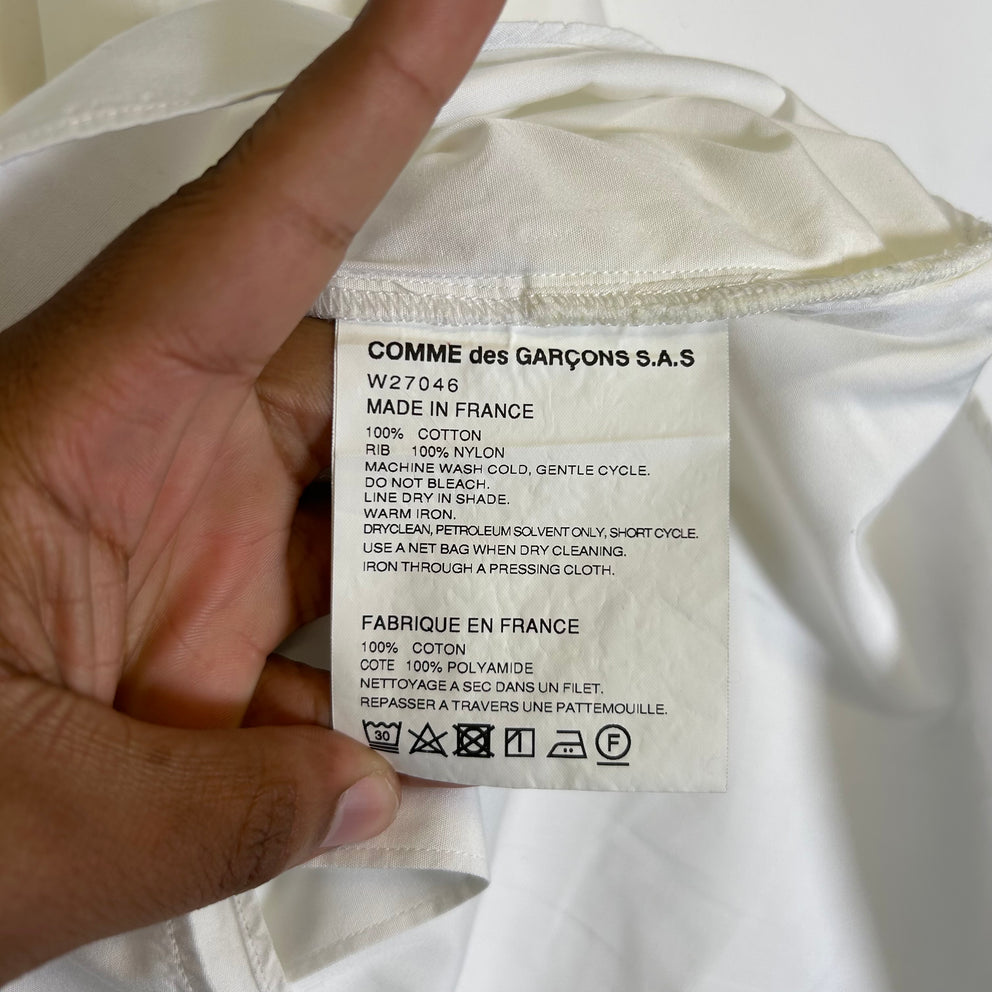 COMME des GARÇONS S.A.S
W27046
MADE IN FRANCE
100% COTTON
RIB 100% NYLON
MACHINE WASH COLD, GENTLE CYCLE.
DO NOT BLEACH.
LINE DRY IN SHADE.
WARM IRON.
DRYCLEAN, PETROLEUM SOLVENT ONLY, SHORT CYCLE.
USE A NET BAG WHEN DRY CLEANING.
IRON THROUGH A PRESSING CLOTH.
FABRIQUE EN FRANCE
100% COTON
COTE 100% POLYAMIDE
NETTOYAGE A SEC DANS UN FILET.
REPASSER A TRAVERS UNE PATTEMOUILLE.
30 F